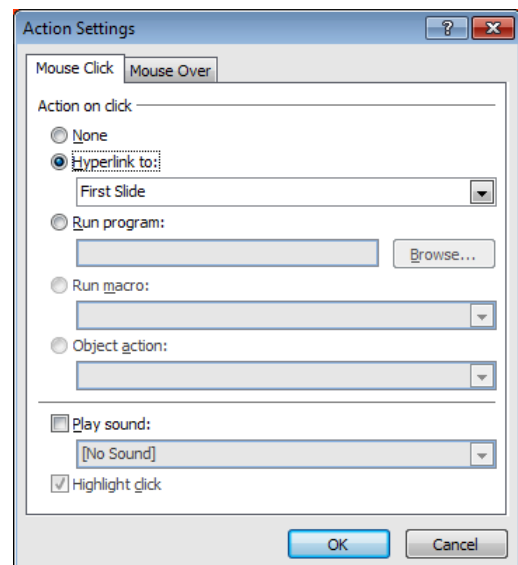 Action Settings
Mouse Click Mouse Over
Action on click
None
Hyperlink to:
First Slide
Run program:
Browse...
Run macro:
Object action:
Play sound:
[No Sound]
Highlight click
OK Cancel